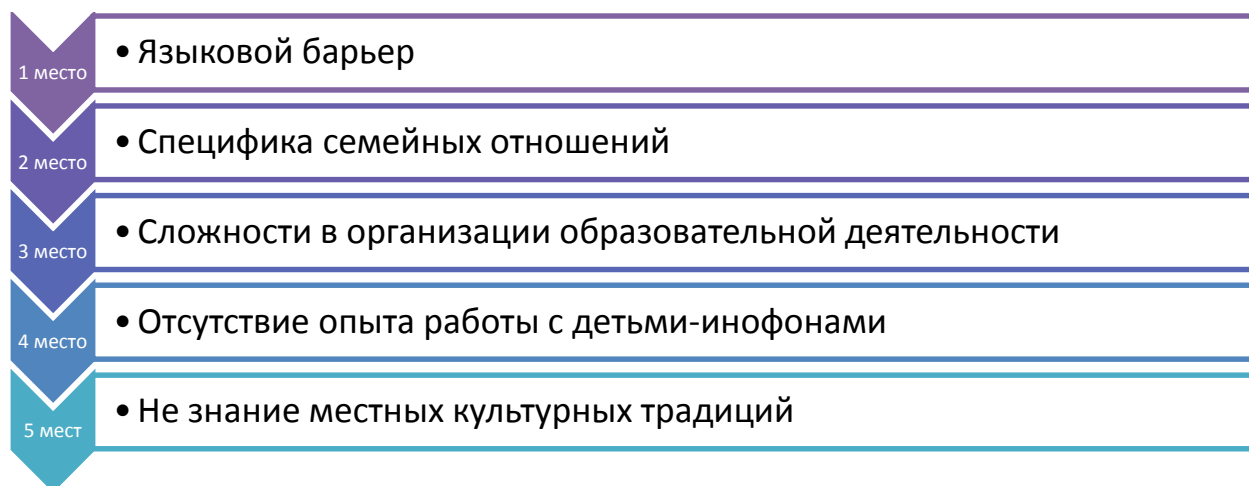 1 место
• Языковой барьер
2 место
• Специфика семейных отношений
3 место
• Сложности в организации образовательной деятельности
4 место
• Отсутствие опыта работы с детьми-инофонами
5 мест
• Не знание местных культурных традиций